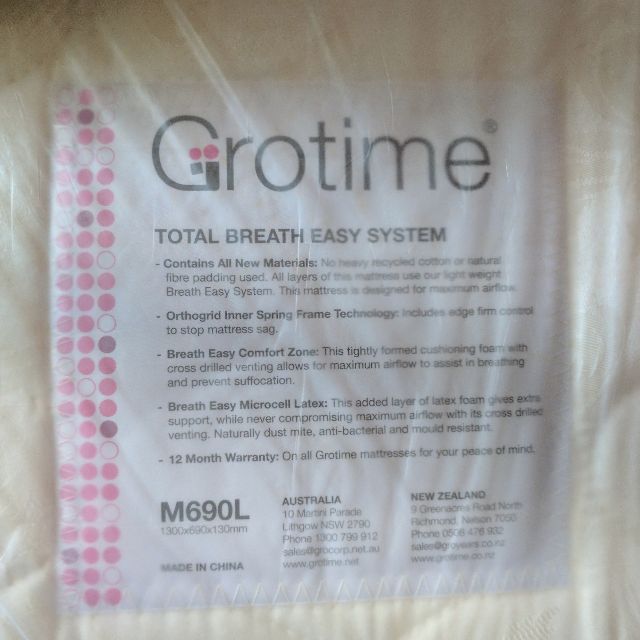 Grotime®
TOTAL BREATH EASY SYSTEM
- Contains All New Materials: No heavy recycled cotton or natural
fibre padding used. All layers of this mattress use our light weight
Breath Easy System. This mattress is designed for maximum airflow.
- Orthogrid Inner Spring Frame Technology: Includes edge firm control
to stop mattress sag.
- Breath Easy Comfort Zone: This tightly formed cushioning foam with
cross drilled venting allows for maximum airflow to assist in breathing
and prevent suffocation.
- Breath Easy Microcell Latex: This added layer of latex foam gives extra
support, while never compromising maximum airflow with its cross drilled
venting. Naturally dust mite, anti-bacterial and mould resistant.
- 12 Month Warranty: On all Grotime mattresses for your peace of mind.
M690L
1300x690x130mm
MADE IN CHINA
AUSTRALIA
10 Martini Parade
Lithgow NSW 2790
Phone 1300 799 912
sales@grocorp.net.au
www.grotime.net
NEW ZEALAND
9 Greenacres Road North
Richmond, Nelson 7050
Phone 0508 476 932
sales@groyears.co.nz
www.grotime.co.nz